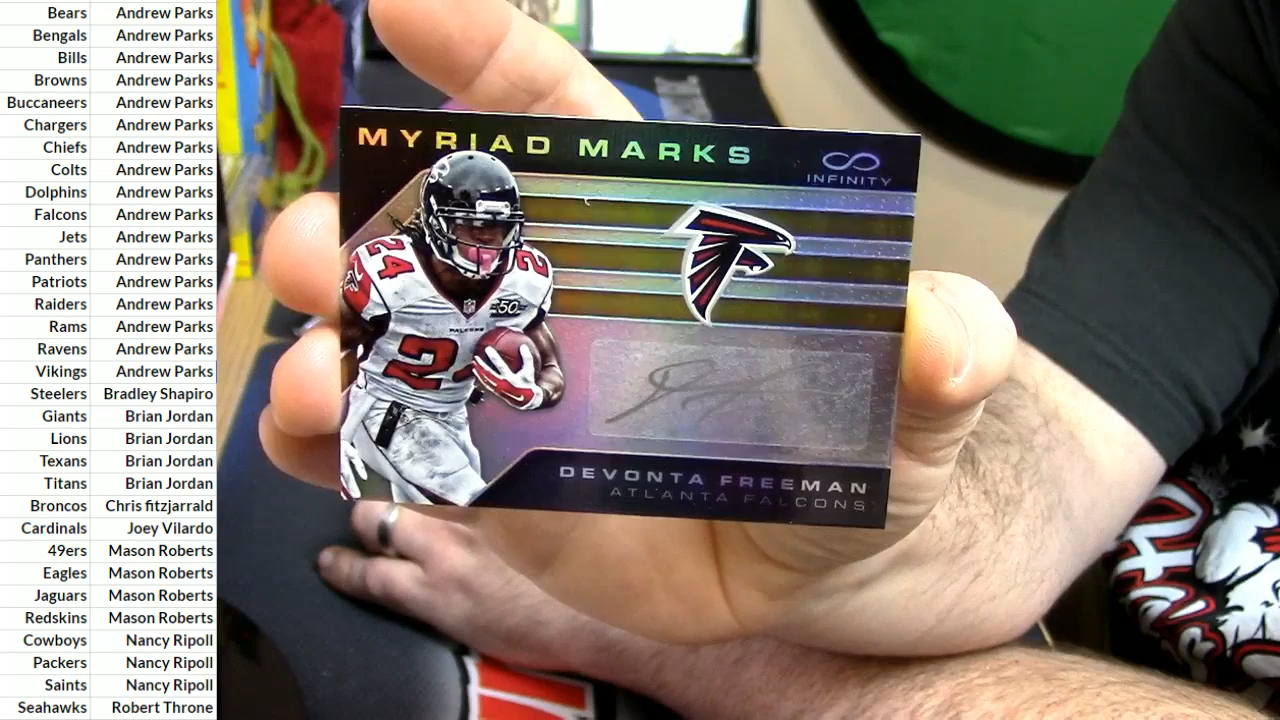 Bears Andrew Parks
Bengals Andrew Parks
Bills Andrew Parks
Browns Andrew Parks
Buccaneers Andrew Parks
Chargers Andrew Parks
Chiefs Andrew Parks
Colts Andrew Parks
Dolphins Andrew Parks
Falcons Andrew Parks
Jets Andrew Parks
Panthers Andrew Parks
Patriots Andrew Parks
Raiders Andrew Parks
Rams Andrew Parks
Ravens Andrew Parks
Vikings Andrew Parks
Steelers Bradley Shapiro
Giants Brian Jordan
Lions Brian Jordan
Texans Brian Jordan
Titans Brian Jordan
Broncos Chris fitzjarrald
Cardinals Joey Vilardo
49ers Mason Roberts
Eagles Mason Roberts
Jaguars Mason Roberts
Redskins Mason Roberts
Cowboys Nancy Ripoll
Packers Nancy Ripoll
Saints Nancy Ripoll
Seahawks Robert Throne
MYRIAD MARKS
INFINITY
24
2
50
FALCONS
2
DEVONTA FREEMAN
ATLANTA FALCONS